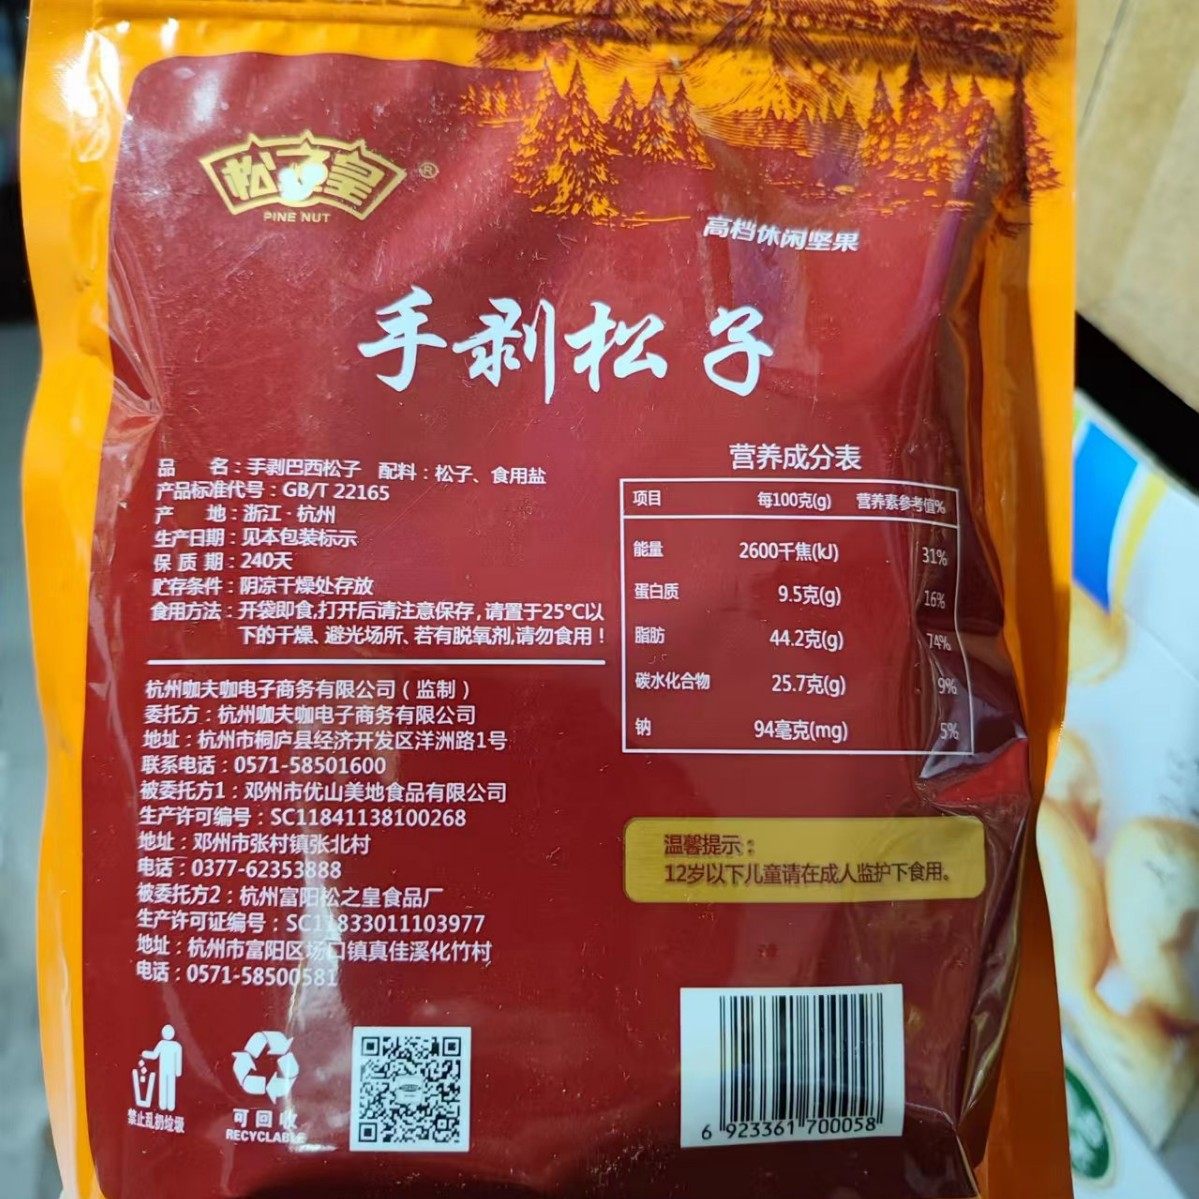 松子皇®
PINE NUT
高档休闲坚果
手剥松子
品 名：手剥巴西松子 配料：松子、食用盐
产品标准代号：GB/T 22165
产 地：浙江·杭州
生产日期：见本包装标示
保 质 期：240天
贮存条件：阴凉干燥处存放
食用方法：开袋即食,打开后请注意保存,请置于25°C以
下的干燥、避光场所、若有脱氧剂,请勿食用！
杭州咖夫咖电子商务有限公司（监制）
委托方：杭州咖夫咖电子商务有限公司
地址：杭州市桐庐县经济开发区洋洲路1号
联系电话：0571-58501600
被委托方1：邓州市优山美地食品有限公司
生产许可编号：SC11841138100268
地址：邓州市张村镇张北村
电话：0377-62353888
被委托方2：杭州富阳松之皇食品厂
生产许可证编号：SC11833011103977
地址：杭州市富阳区场口镇真佳溪化竹村
电话：0571-58500581
营养成分表
项目 每100克(g) 营养素参考值%
能量 2600千焦(kJ) 31%
蛋白质 9.5克(g) 16%
脂肪 44.2克(g) 74%
碳水化合物 25.7克(g) 9%
钠 94毫克(mg) 5%
温馨提示：
12岁以下儿童请在成人监护下食用。
禁止乱扔垃圾
可回收
RECYCLABLE
6 923361 700058